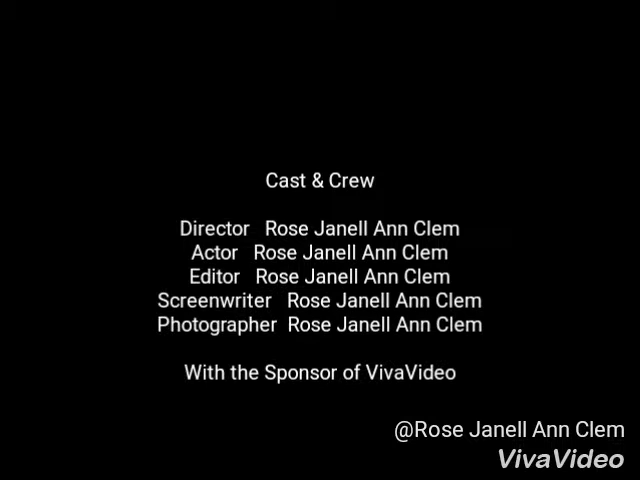 Cast & Crew
Director Rose Janell Ann Clem
Actor Rose Janell Ann Clem
Editor Rose Janell Ann Clem
Screenwriter Rose Janell Ann Clem
Photographer Rose Janell Ann Clem
With the Sponsor of VivaVideo
@Rose Janell Ann Clem
VivaVideo